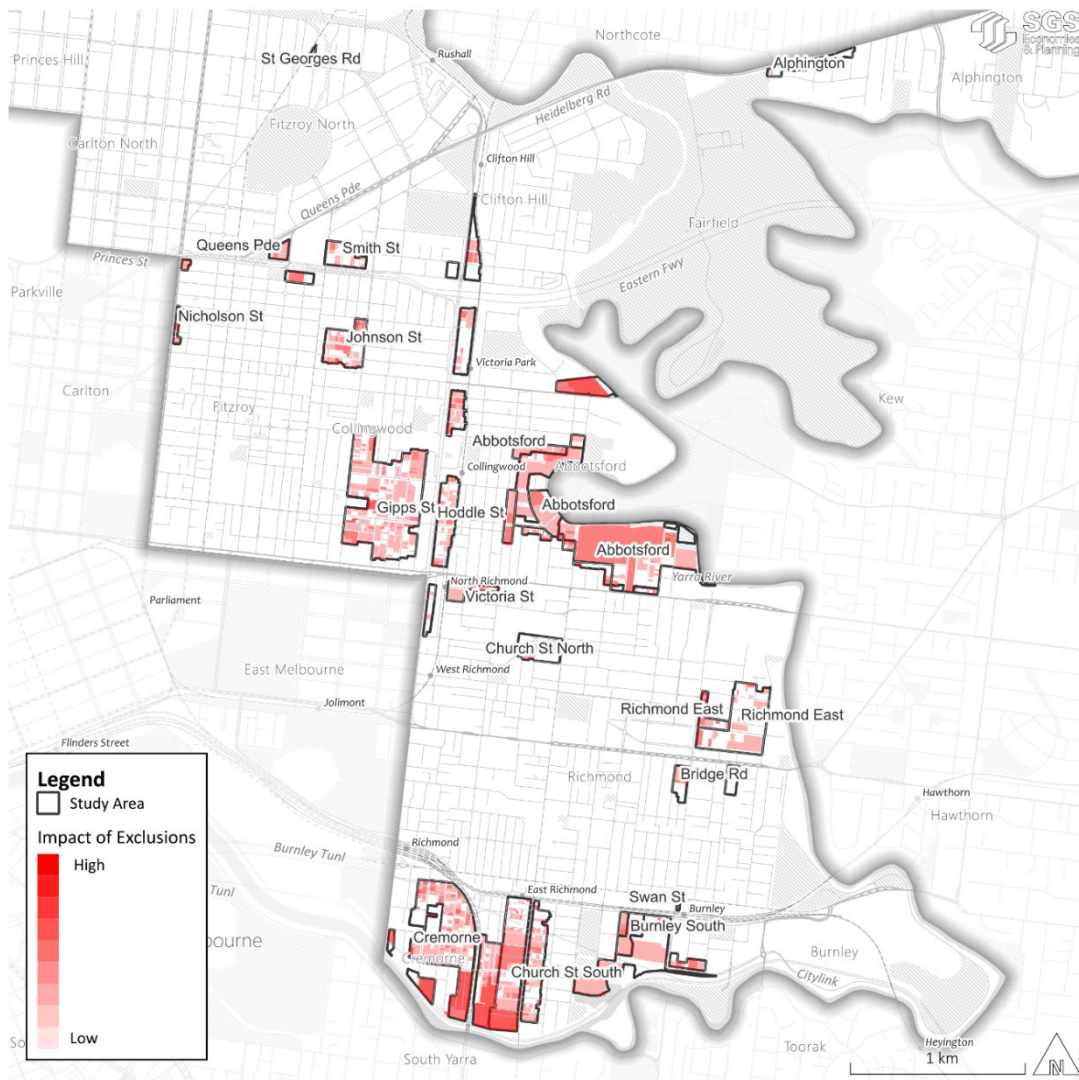 SGS
Economics
& Planning
Northcote
Princes Hill
St Georges Rd
Rushall
Alphington
Alphington
Heidelberg Rd
Fitzroy North
Carlton North
Clifton Hill
Queens Pde
Clifton Hill
Fairfield
Queens Pde
Smith St
Princes St
Eastern Fwy
Parkville
Nicholson St
Johnson St
Victoria Park
Carlton
Kew
Fitzroy
Collingwood
Abbotsford
Collingwood
Abbotsford
Gipps St
Hoddle St
Abbotsford
Abbotsford
Yarra River
North Richmond
Victoria St
Parliament
Church St North
East Melbourne
West Richmond
Jolimont
Richmond East
Richmond East
Flinders Street
Legend
Study Area
Impact of Exclusions
High
Low
Richmond
Bridge Rd
Hawthorn
Hawthorn
Burnley Tunl
Richmond
Tunl
East Richmond
Swan St
Burnley
Burnley South
bourne
Cremorne
Cremorne
Church St South
Burnley
Citylink
So
South Yarra
Toorak
Heyington
1 km
N